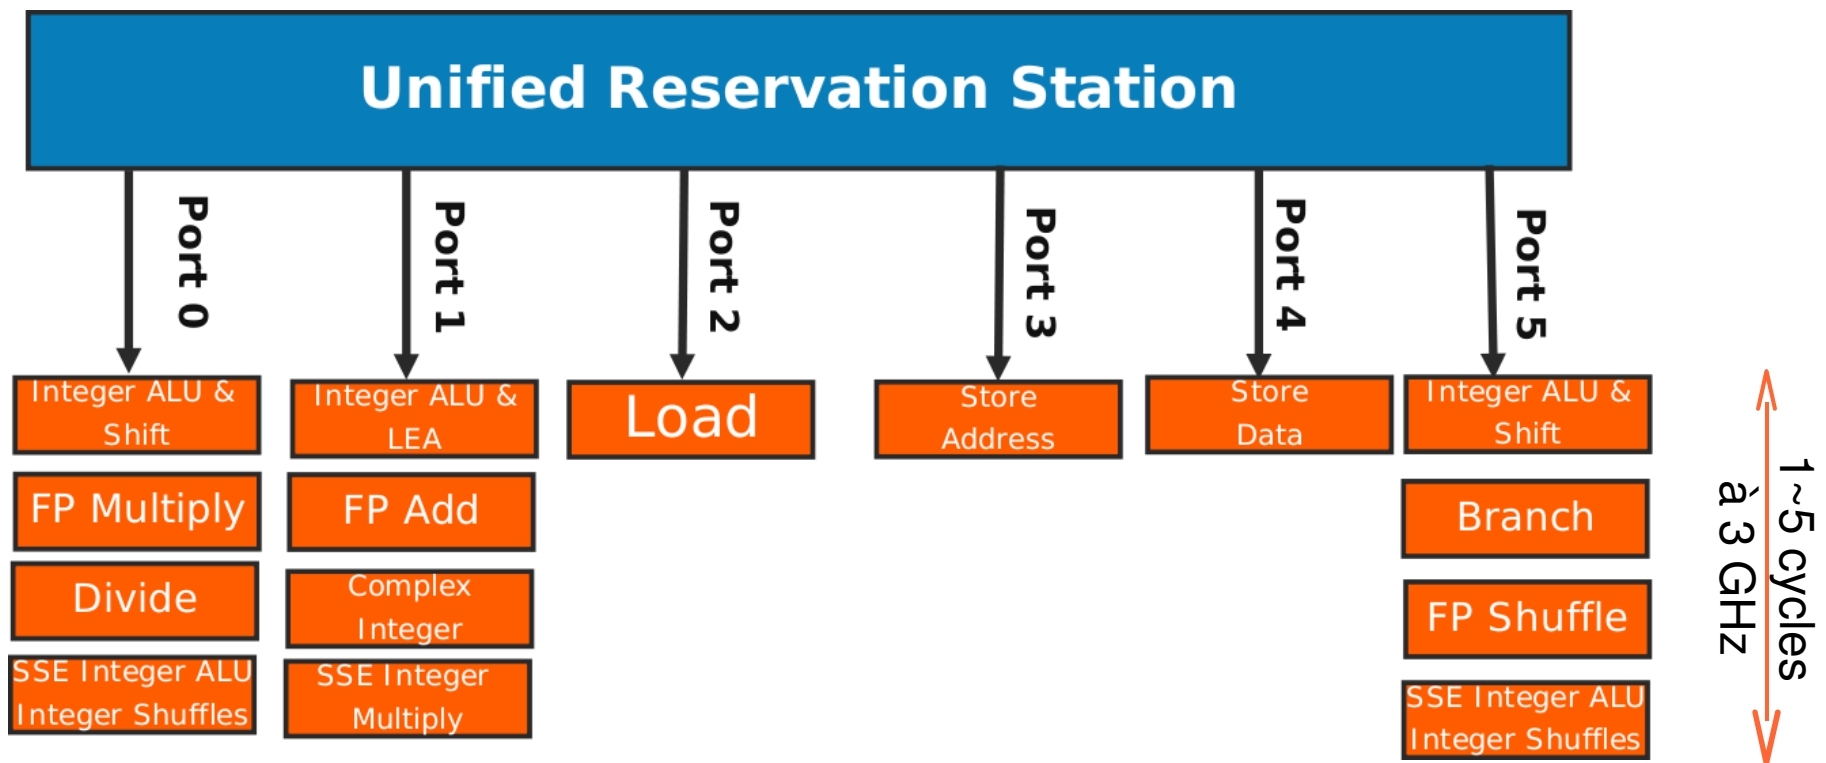 Unified Reservation Station
Port 0
Port 1
Port 2
Port 3
Port 4
Port 5
Integer ALU &
Shift
FP Multiply
Divide
SSE Integer ALU
Integer Shuffles
Integer ALU &
LEA
FP Add
Complex
Integer
SSE Integer
Multiply
Load
Store
Address
Store
Data
Integer ALU &
Shift
Branch
FP Shuffle
SSE Integer ALU
Integer Shuffles
1~5 cycles
à 3 GHz